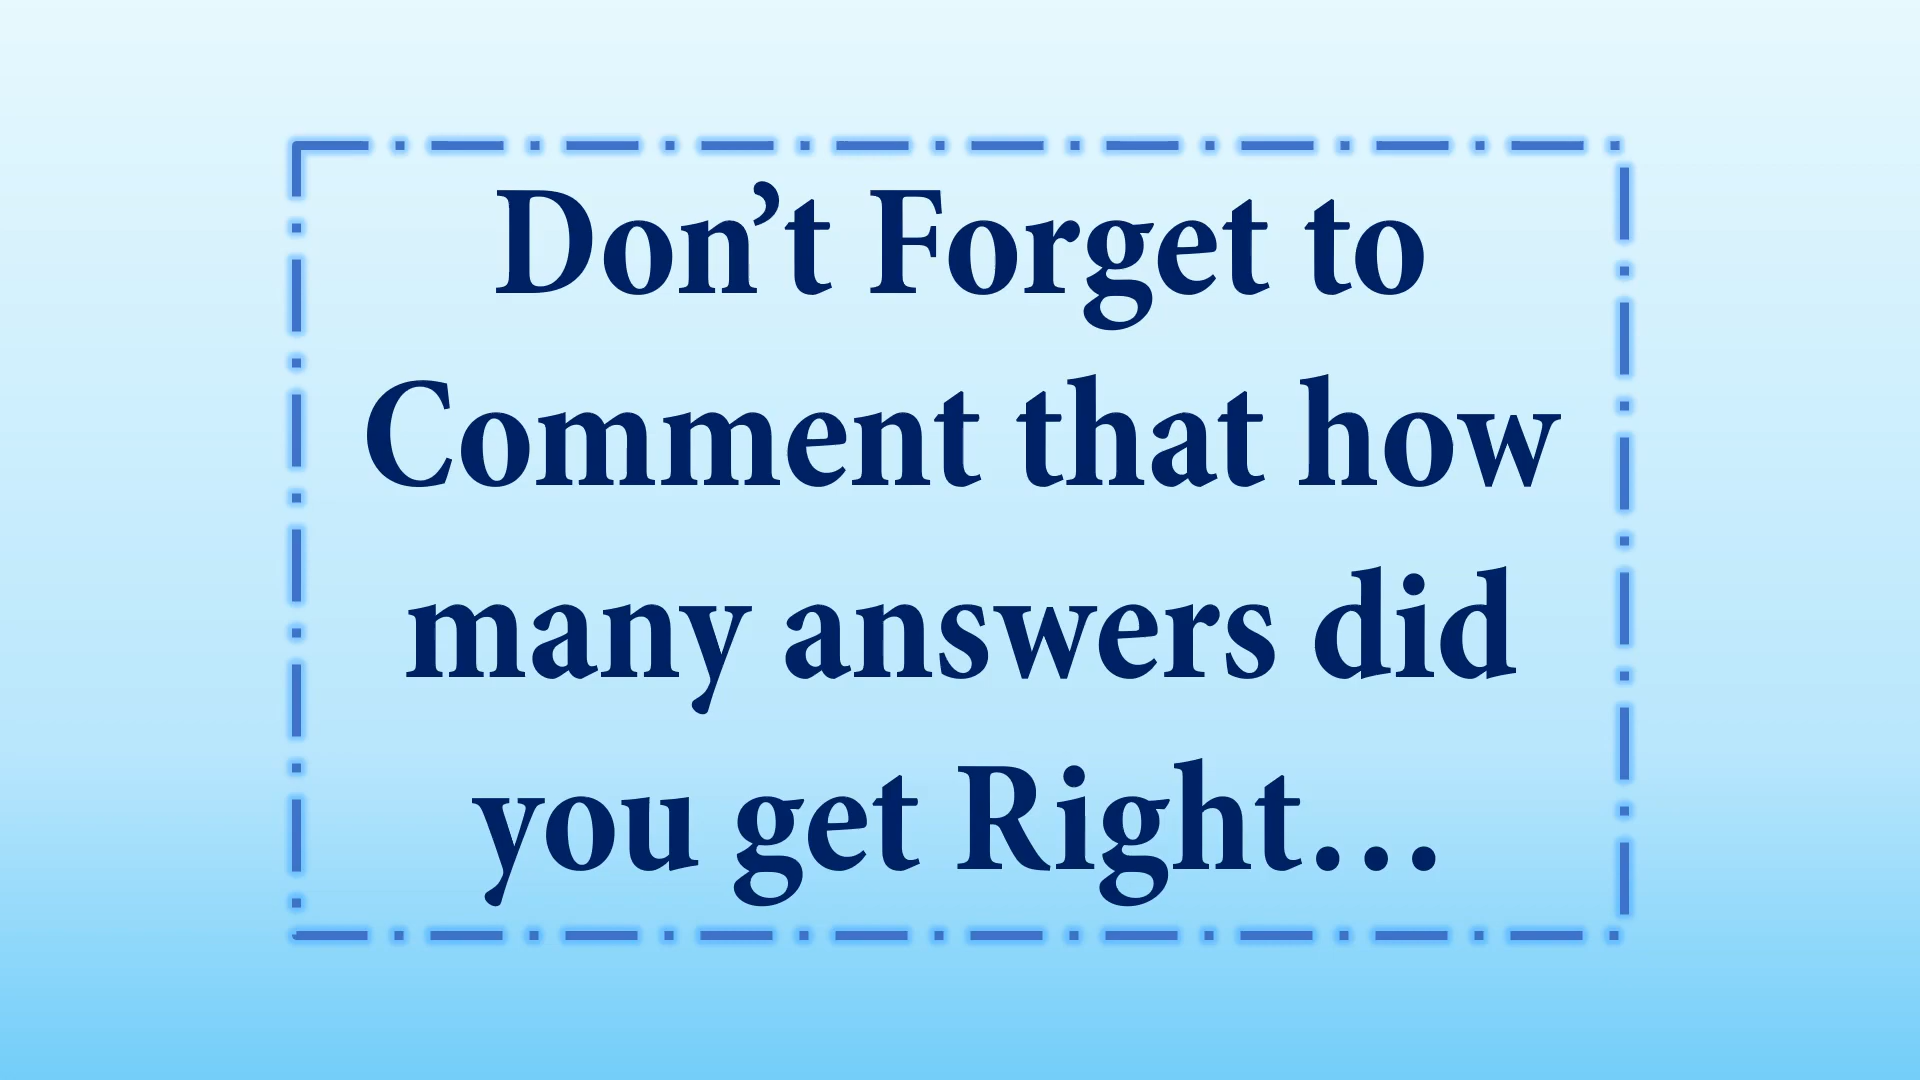 Don’t Forget to
Comment that how
many answers did
you get Right…